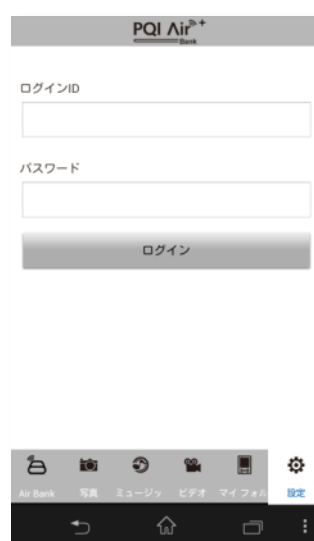 PQI Air+
Bank
ログインID
パスワード
ログイン
Air Bank
写真
ミュージッ
ビデオ
マイ フォル
設定